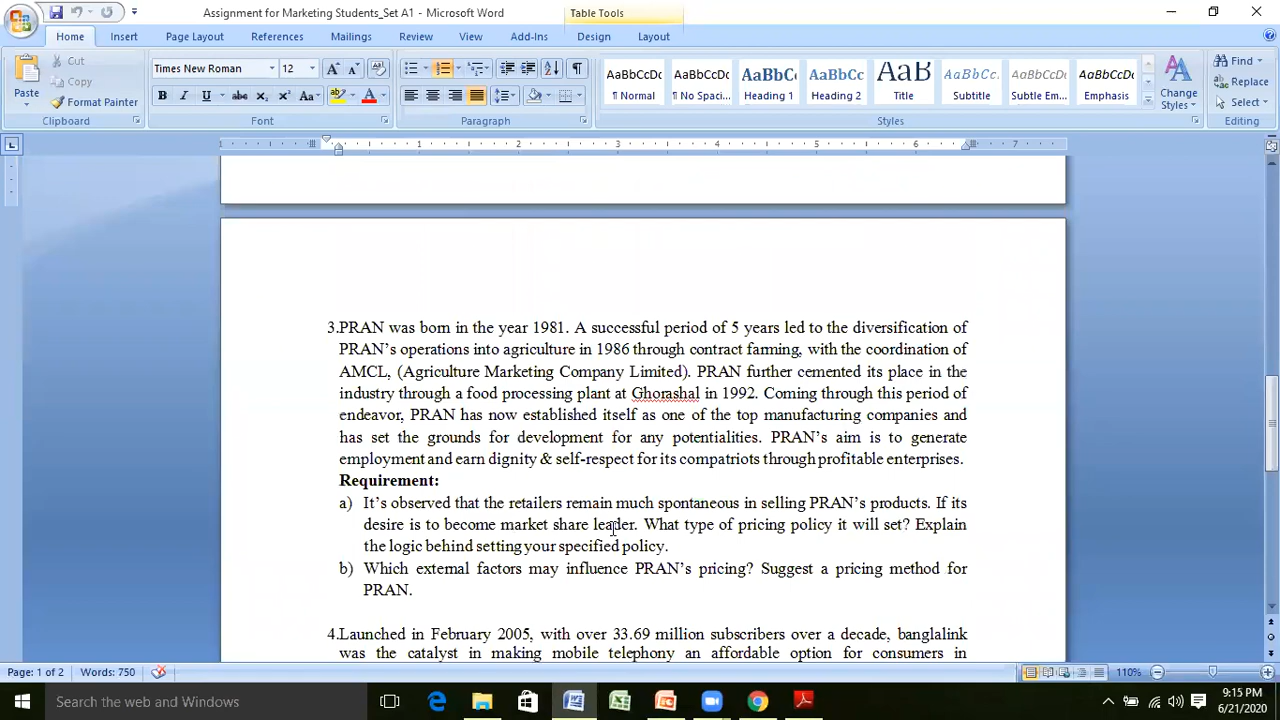 Assignment for Marketing Students_Set A1 - Microsoft Word
Table Tools
Home Insert Page Layout References Mailings Review View Add-Ins Design Layout
Paste
Cut
Copy
Format Painter
Clipboard
Times New Roman 12
Font
Paragraph
AaBbCcDc AaBbCcDc AaBbCc AaBbCc AaB AaBbCc. AaBbCcDc AaBbCcDc
¶ Normal ¶ No Spaci... Heading 1 Heading 2 Title Subtitle Subtle Em... Emphasis
Change Styles
Styles
Find
Replace
Select
Editing
1 1 2 3 4 5 6 7
3.PRAN was born in the year 1981. A successful period of 5 years led to the diversification of
PRAN’s operations into agriculture in 1986 through contract farming, with the coordination of
AMCL, (Agriculture Marketing Company Limited). PRAN further cemented its place in the
industry through a food processing plant at Ghorashal in 1992. Coming through this period of
endeavor, PRAN has now established itself as one of the top manufacturing companies and
has set the grounds for development for any potentialities. PRAN’s aim is to generate
employment and earn dignity & self-respect for its compatriots through profitable enterprises.
Requirement:
a) It’s observed that the retailers remain much spontaneous in selling PRAN’s products. If its
desire is to become market share leader. What type of pricing policy it will set? Explain
the logic behind setting your specified policy.
b) Which external factors may influence PRAN’s pricing? Suggest a pricing method for
PRAN.
4.Launched in February 2005, with over 33.69 million subscribers over a decade, banglalink
was the catalyst in making mobile telephony an affordable option for consumers in
Page: 1 of 2 Words: 750 110%
Search the web and Windows
9:15 PM
6/21/2020